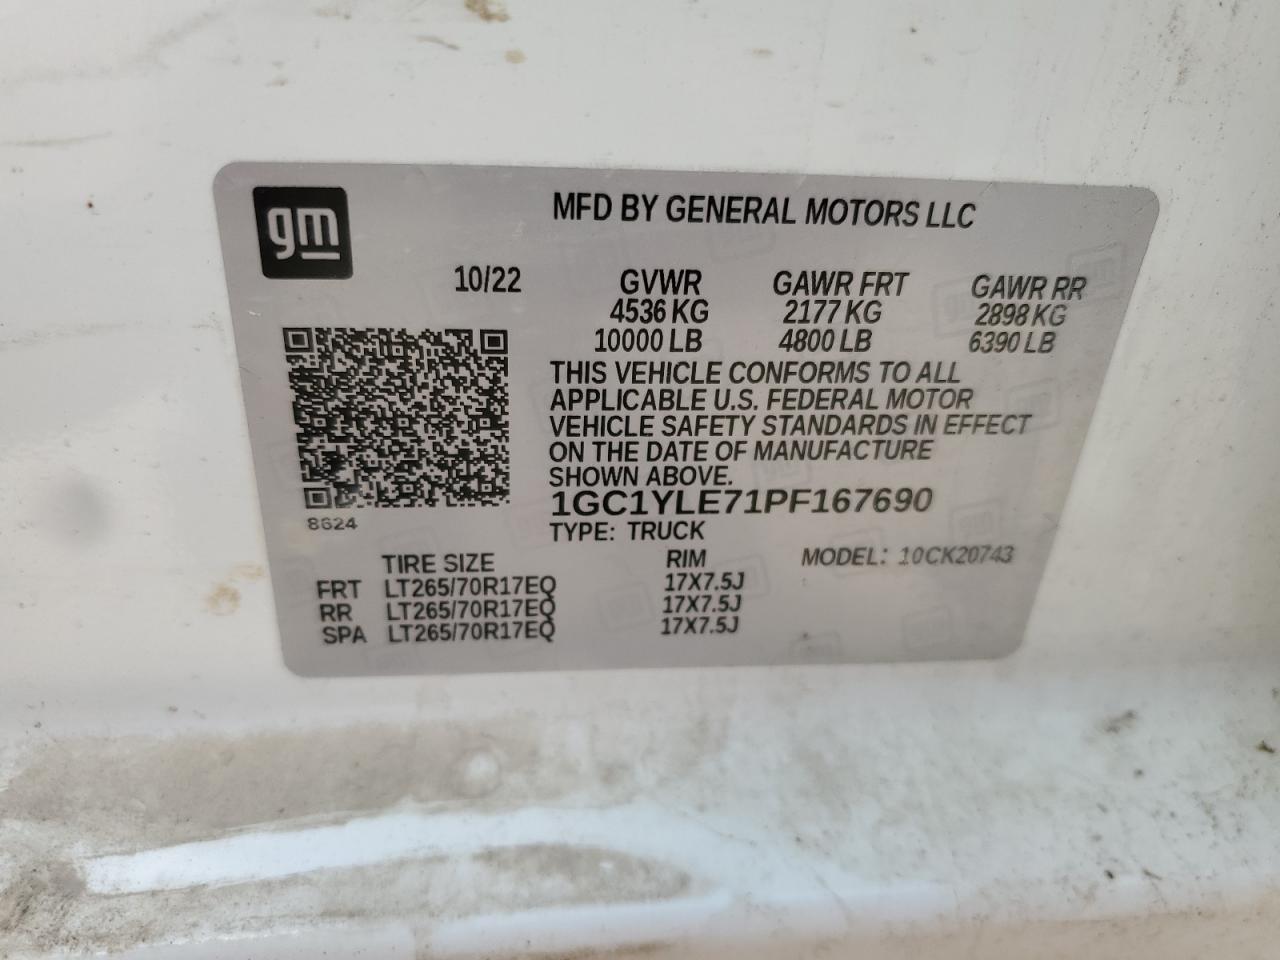 gm
MFD BY GENERAL MOTORS LLC
10/22 GVWR GAWR FRT GAWR RR
4536 KG 2177 KG 2898 KG
10000 LB 4800 LB 6390 LB
THIS VEHICLE CONFORMS TO ALL
APPLICABLE U.S. FEDERAL MOTOR
VEHICLE SAFETY STANDARDS IN EFFECT
ON THE DATE OF MANUFACTURE
SHOWN ABOVE.
1GC1YLE71PF167690
8624
TYPE: TRUCK
TIRE SIZE RIM MODEL: 10CK20743
FRT LT265/70R17EQ 17X7.5J
RR LT265/70R17EQ 17X7.5J
SPA LT265/70R17EQ 17X7.5J